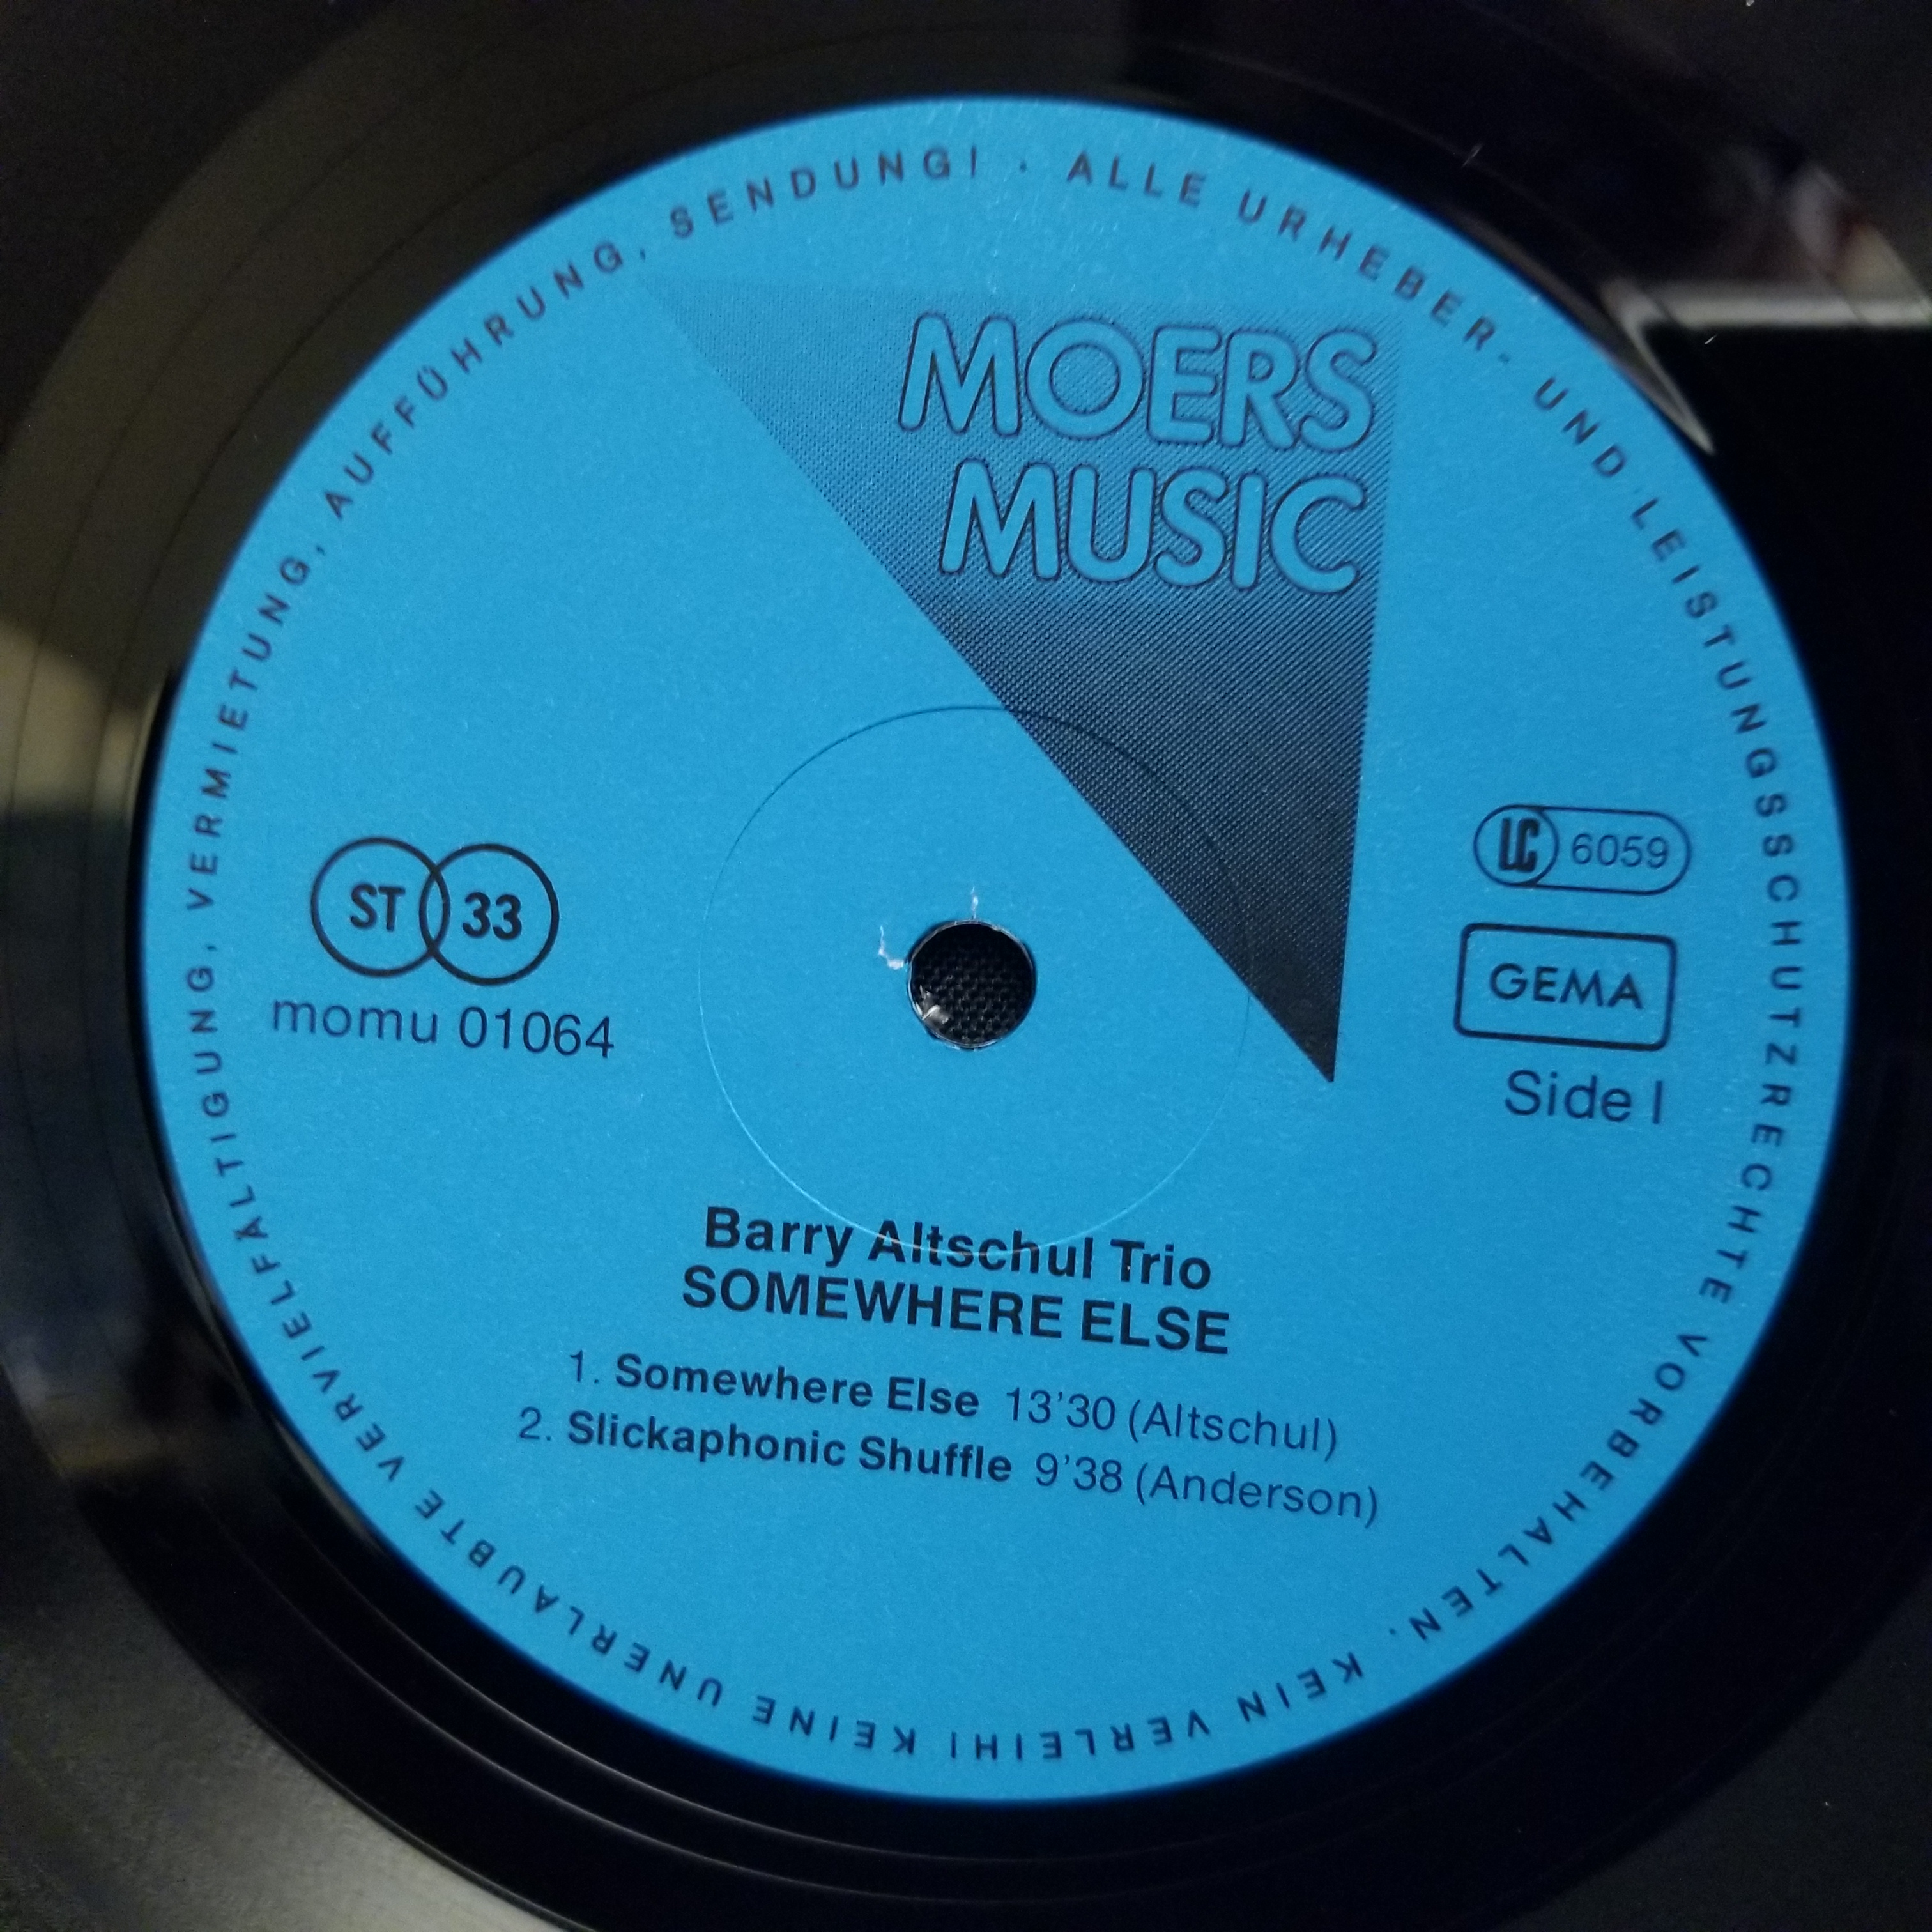 MOERS
MUSIC
LC 6059
GEMA
Side I
ST 33
momu 01064
Barry Altschul Trio
SOMEWHERE ELSE
1. Somewhere Else 13'30 (Altschul)
2. Slickaphonic Shuffle 9'38 (Anderson)
ALLE URHEBER- UND LEISTUNGSSCHUTZRECHTE VORBEHALTEN. KEIN VERLEIH! KEINE UNERLAUBTE VERVIELFÄLTIGUNG, VERMIETUNG, AUFFÜHRUNG, SENDUNG! ·